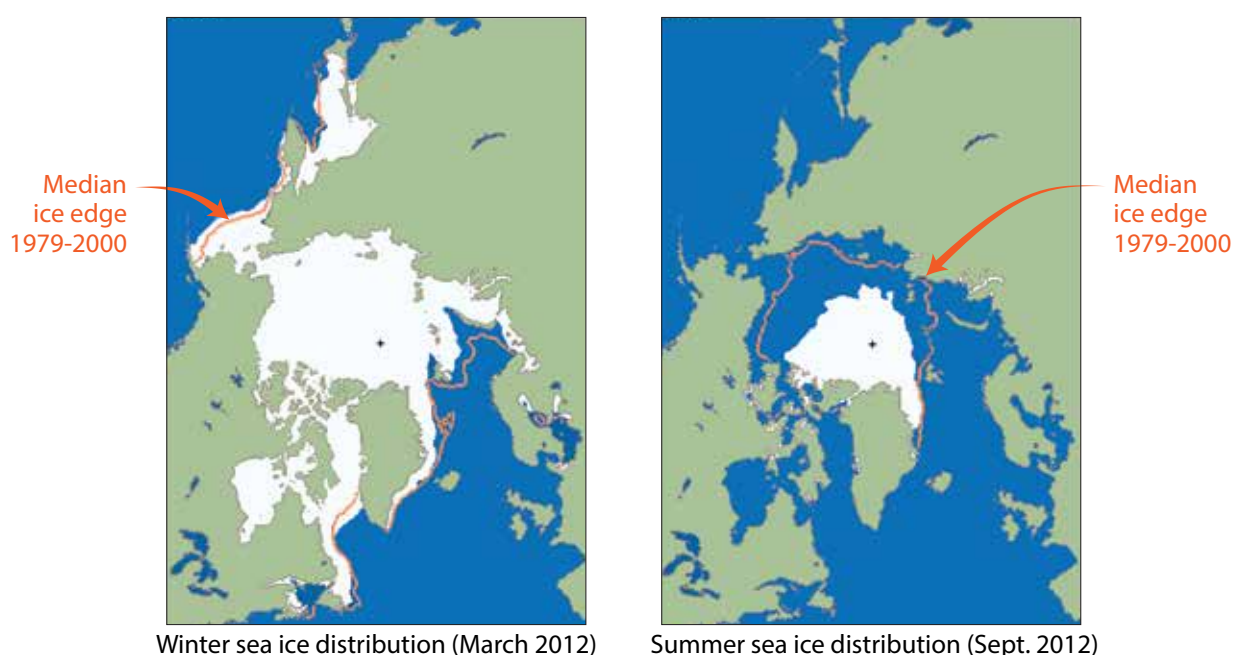 Median
ice edge
1979-2000
Median
ice edge
1979-2000
Winter sea ice distribution (March 2012)
Summer sea ice distribution (Sept. 2012)